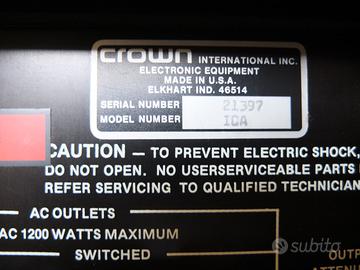 crown INTERNATIONAL INC.
ELECTRONIC EQUIPMENT
MADE IN U.S.A.
ELKHART IND. 46514
SERIAL NUMBER 21397
MODEL NUMBER ICA
CAUTION — TO PREVENT ELECTRIC SHOCK,
DO NOT OPEN. NO USERSERVICEABLE PARTS
REFER SERVICING TO QUALIFIED TECHNICIAN
AC OUTLETS
AC 1200 WATTS MAXIMUM
SWITCHED
OUTP
ATTENU
subito